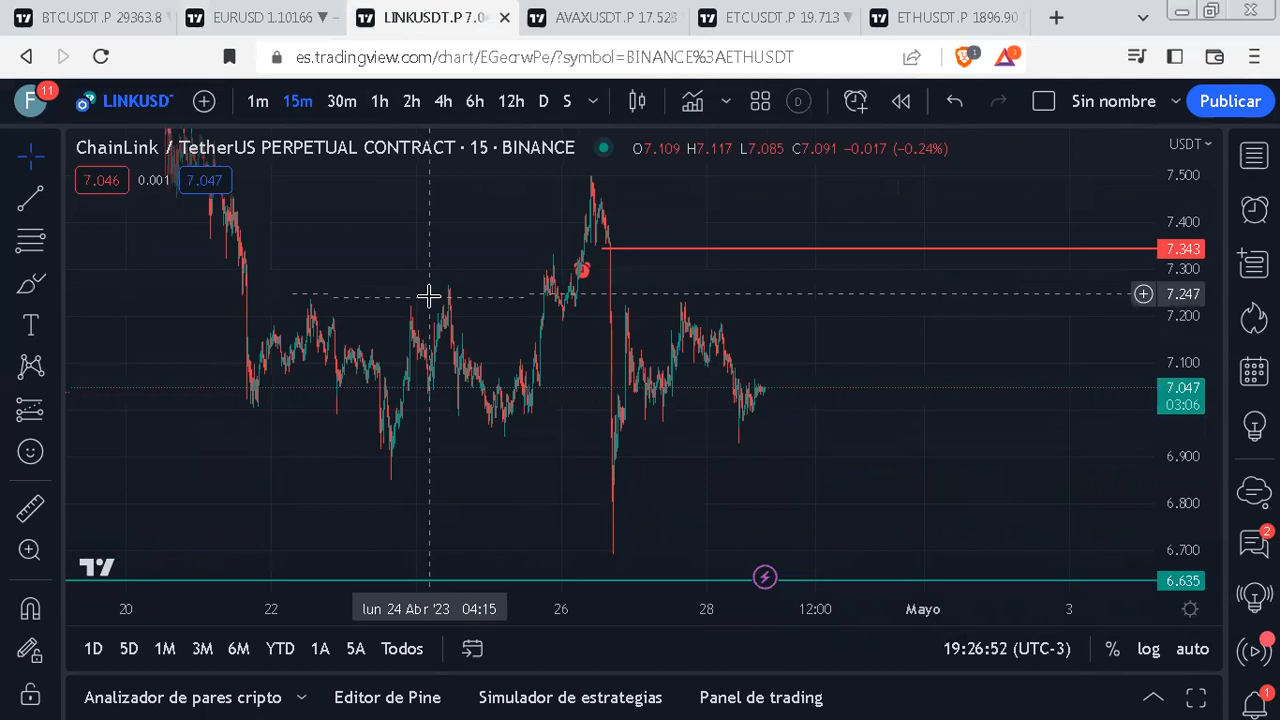 BTCUSDT.P 29363.8
EURUSD 1.10166 ▼
LINKUSDT.P 7.0
AVAXUSDT.P 17.523
ETCUSDT.P 19.713
ETHUSDT.P 1896.90
es.tradingview.com/chart/EGecrwPo/?symbol=BINANCE%3AETHUSDT
1
F
11
LINKUSDT
1m
15m
30m
1h
2h
4h
6h
12h
D
S
D
Sin nombre
Publicar
ChainLink / TetherUS PERPETUAL CONTRACT · 15 · BINANCE
O7.109 H7.117 L7.085 C7.091 −0.017 (−0.24%)
USDT
7.046
0.001
7.047
7.500
7.400
7.343
7.300
7.247
7.200
7.100
7.047
03:06
6.900
6.800
6.700
6.635
20
22
lun 24 Abr '23 04:15
26
28
12:00
Mayo
3
1D
5D
1M
3M
6M
YTD
1A
5A
Todos
19:26:52 (UTC-3)
%
log
auto
Analizador de pares cripto
Editor de Pine
Simulador de estrategias
Panel de trading
2
1